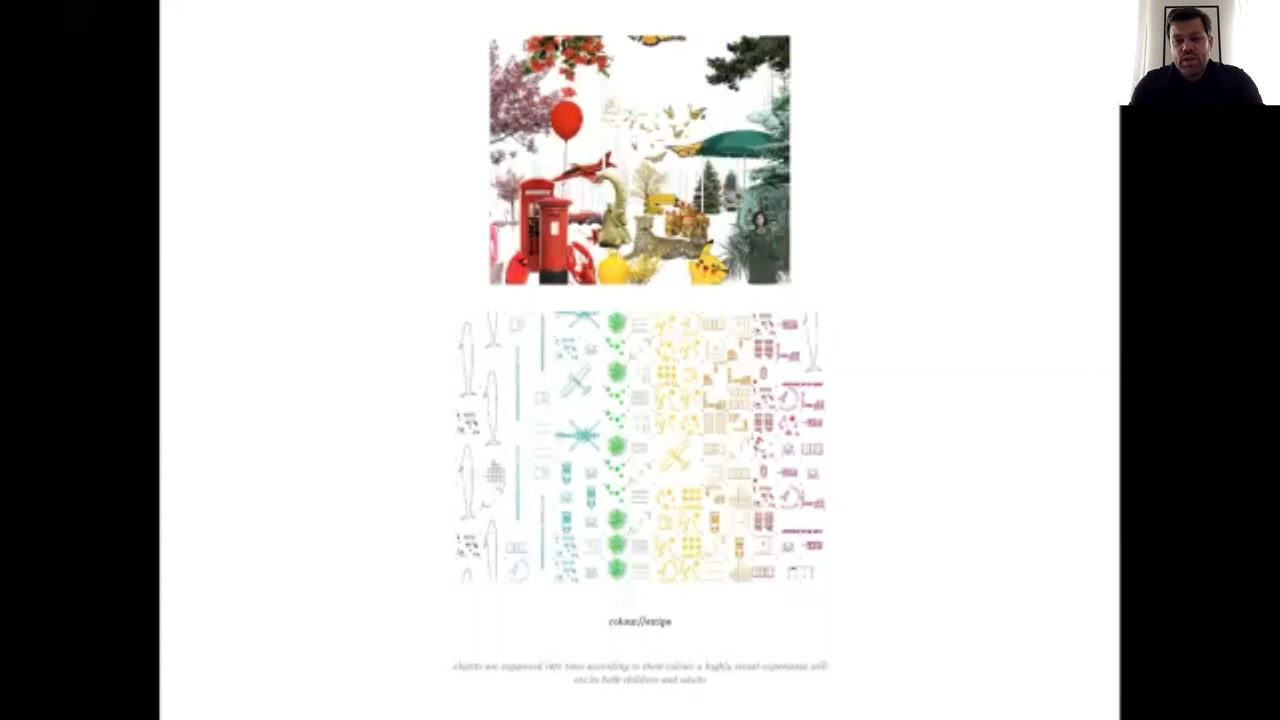 colour//stripe
objects are organised into rows according to their colour: a highly visual experience will
excite both children and adults